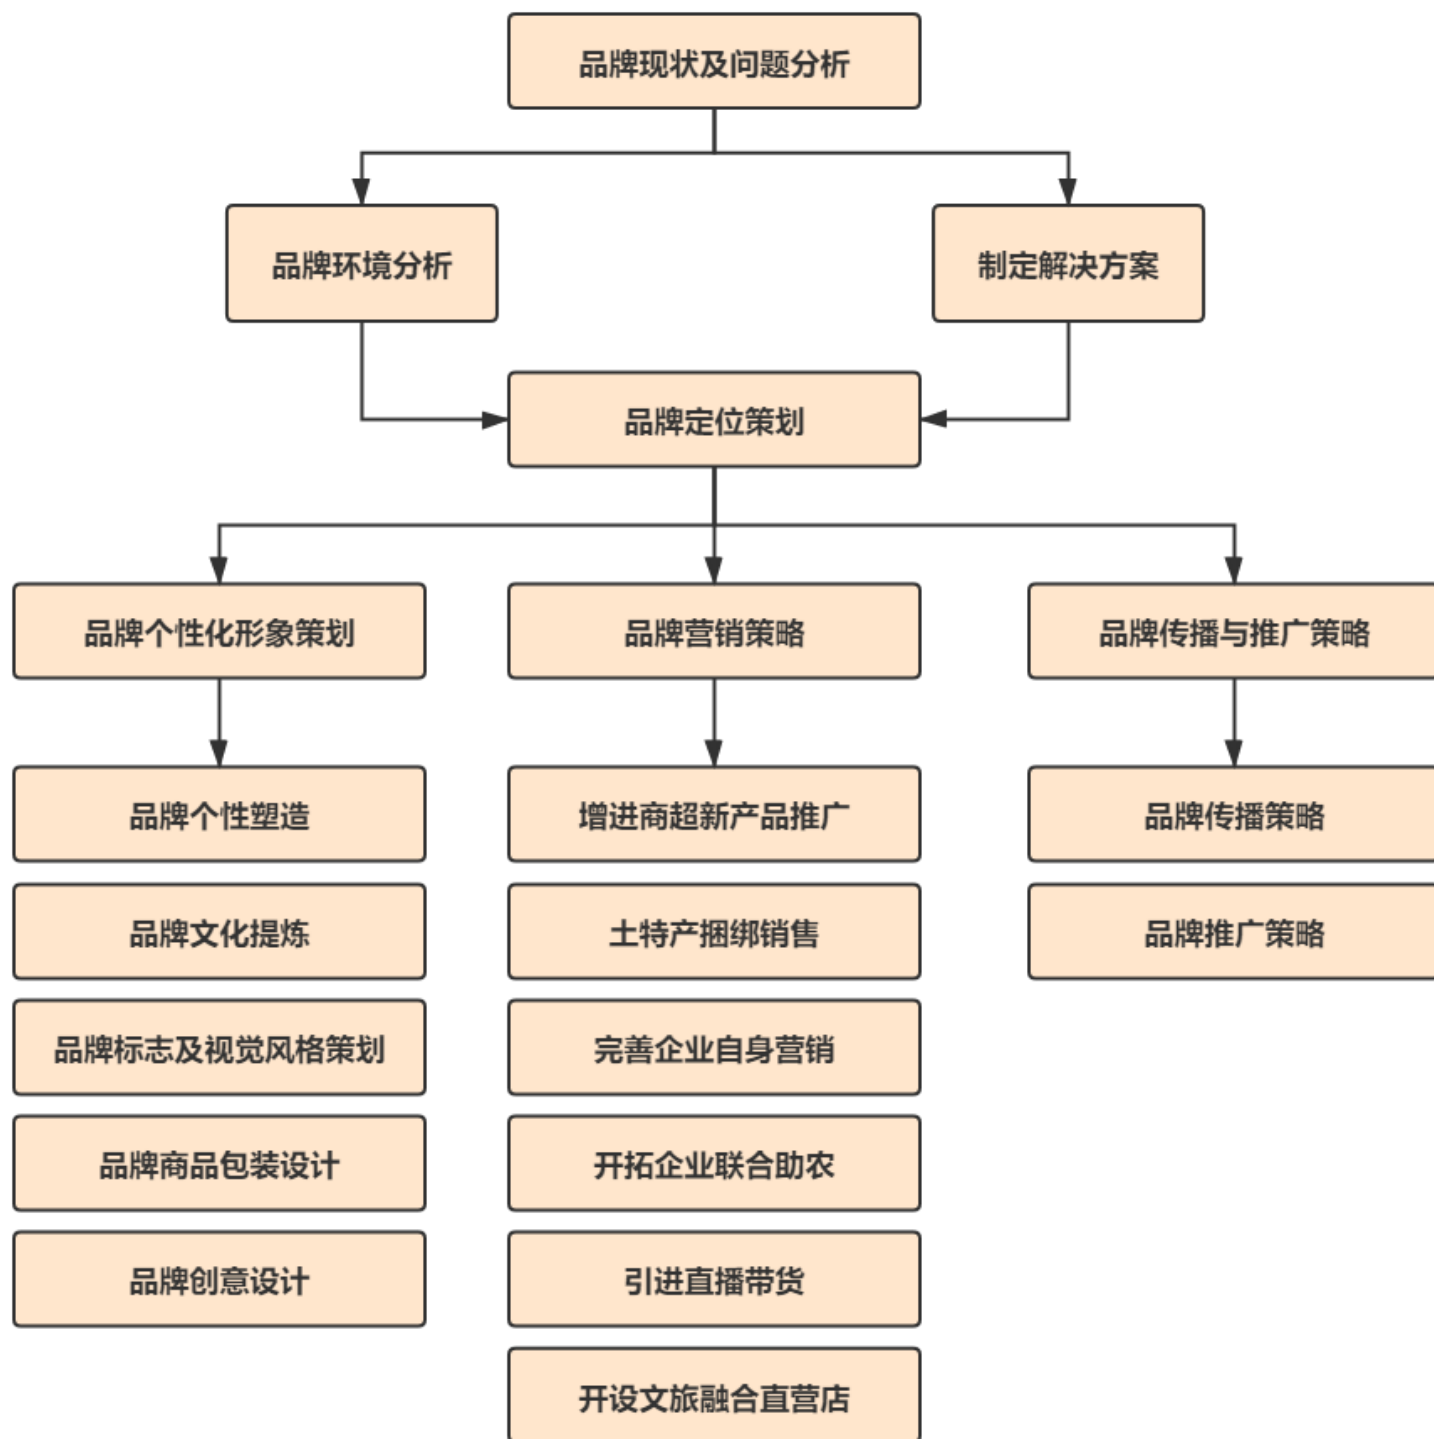 品牌现状及问题分析
品牌环境分析
制定解决方案
品牌定位策划
品牌个性化形象策划
品牌营销策略
品牌传播与推广策略
品牌个性塑造
增进商超新产品推广
品牌传播策略
品牌文化提炼
土特产捆绑销售
品牌推广策略
品牌标志及视觉风格策划
完善企业自身营销
品牌商品包装设计
开拓企业联合助农
品牌创意设计
引进直播带货
开设文旅融合直营店